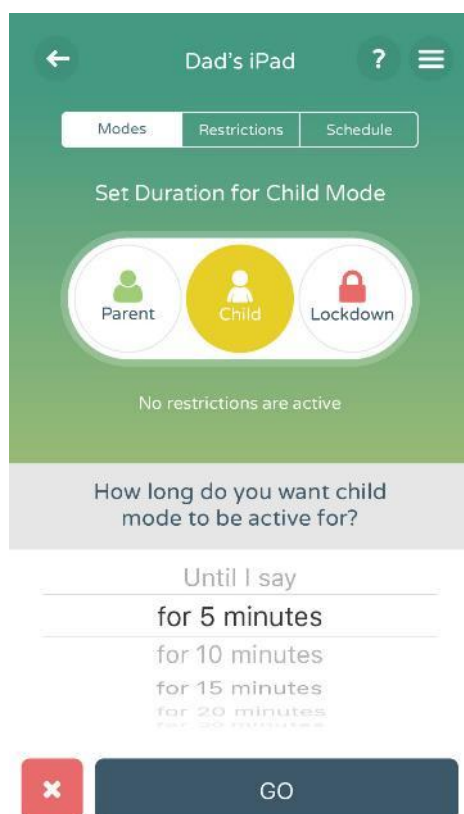 Dad's iPad ?
Modes Restrictions Schedule
Set Duration for Child Mode
Parent Child Lockdown
No restrictions are active
How long do you want child
mode to be active for?
Until I say
for 5 minutes
for 10 minutes
for 15 minutes
for 20 minutes
GO